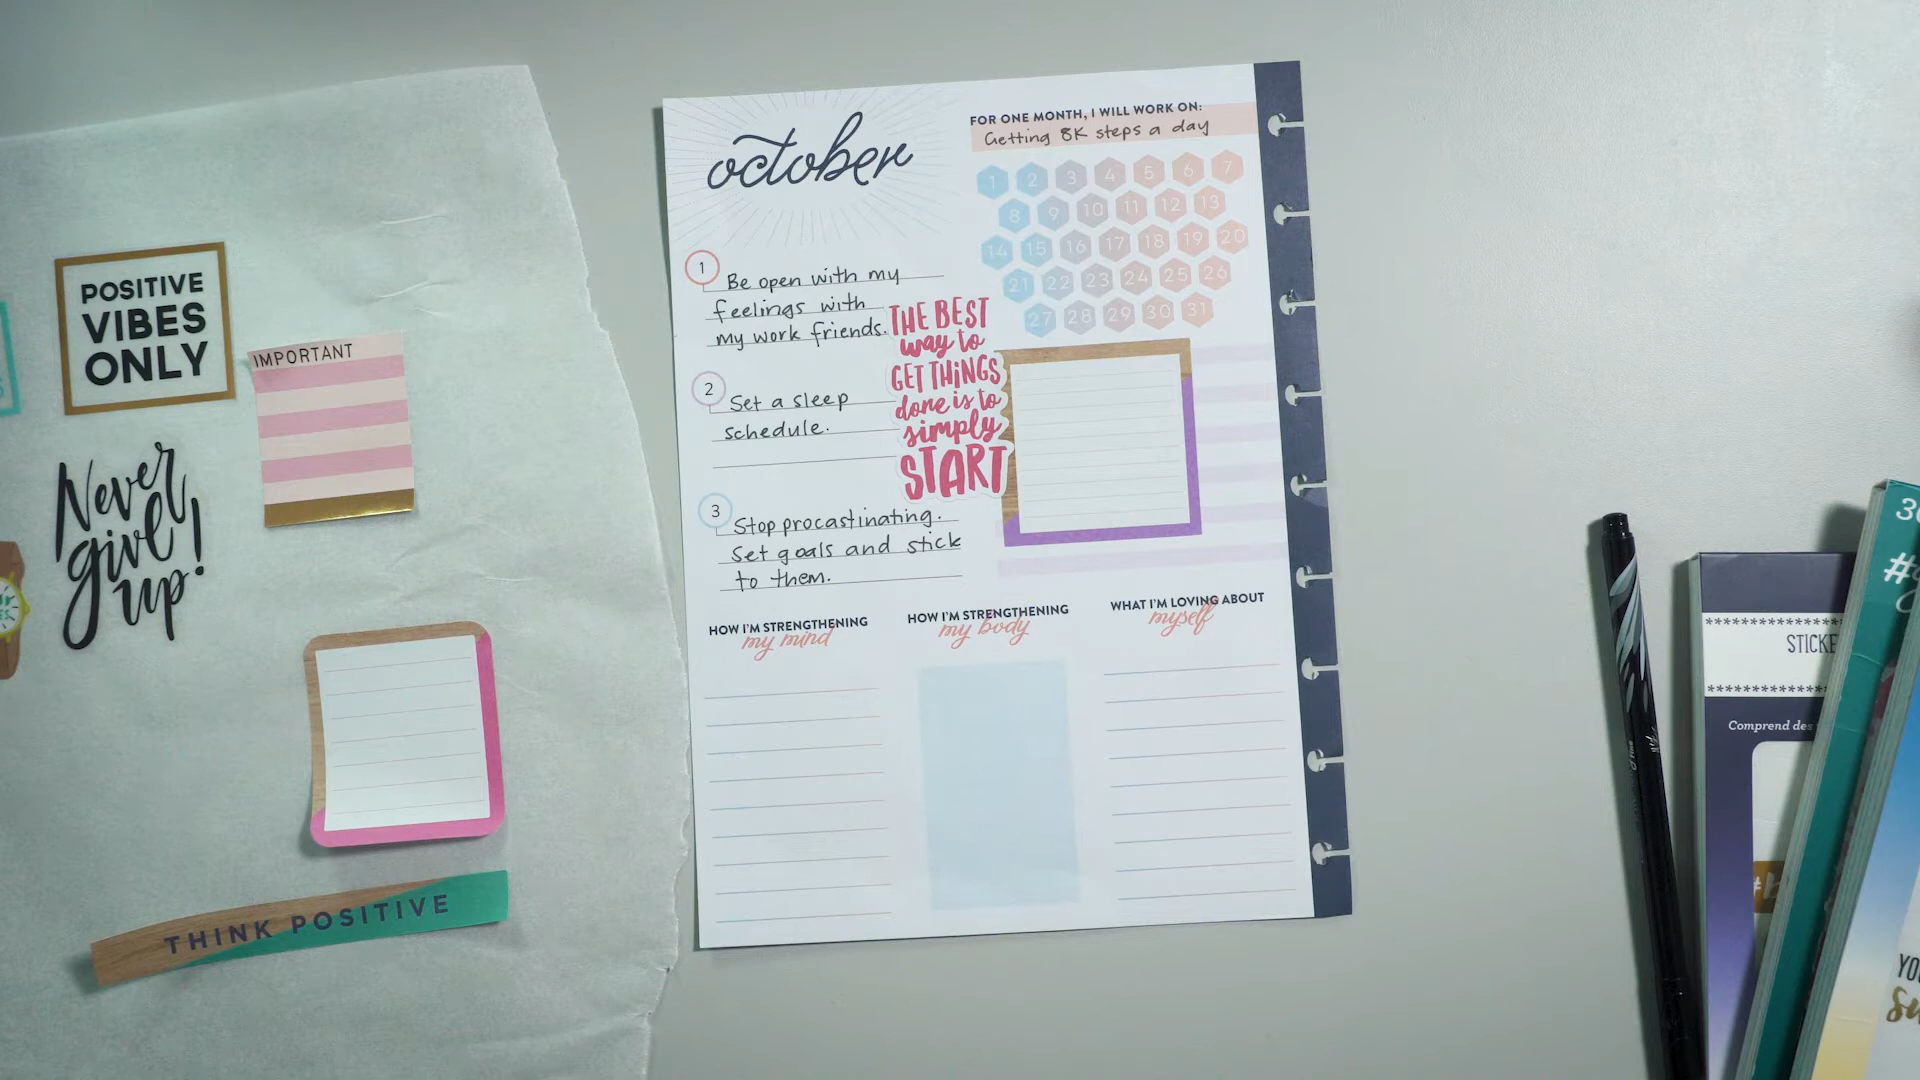 POSITIVE
VIBES
ONLY
IMPORTANT
Never
give
up!
THINK POSITIVE
october
FOR ONE MONTH, I WILL WORK ON:
Getting 8K steps a day
1 2 3 4 5 6 7
8 9 10 11 12 13
14 15 16 17 18 19 20
21 22 23 24 25 26
27 28 29 30 31
1 Be open with my
feelings with
my work friends.
2 Set a sleep
schedule.
3 Stop procastinating.
Set goals and stick
to them.
THE BEST
way to
GET THiNGS
done is to
simply
START
HOW I'M STRENGTHENING
my mind
HOW I'M STRENGTHENING
my body
WHAT I'M LOVING ABOUT
myself
Comprend des